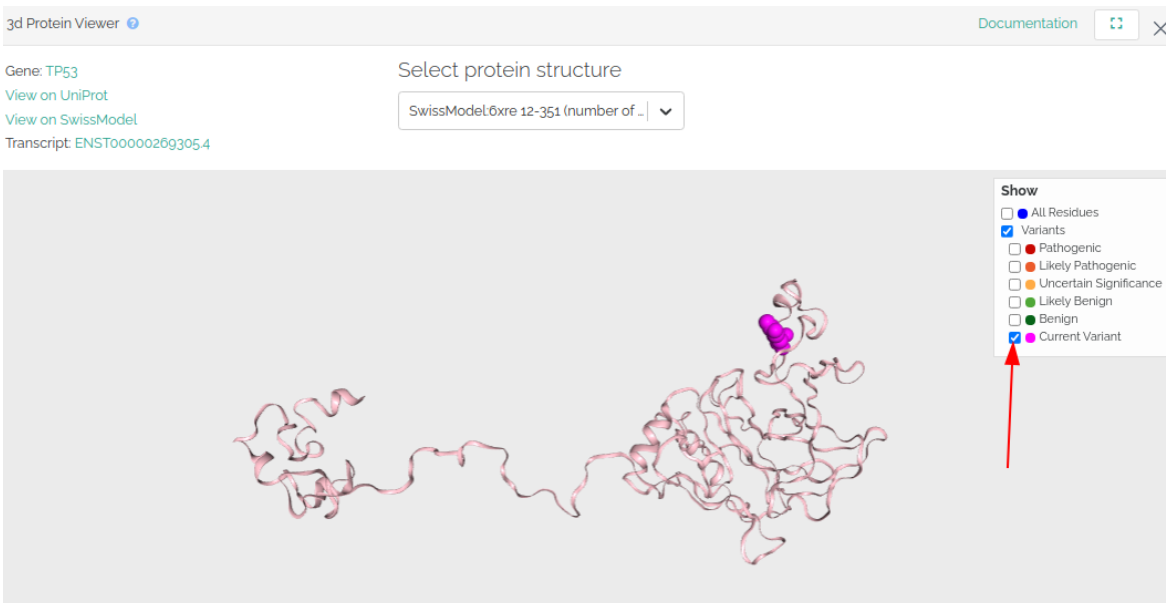 3d Protein Viewer ?
Documentation
Gene: TP53
View on UniProt
View on SwissModel
Transcript: ENST00000269305.4
Select protein structure
SwissModel:6xre 12-351 (number of ...
Show
All Residues
Variants
Pathogenic
Likely Pathogenic
Uncertain Significance
Likely Benign
Benign
Current Variant